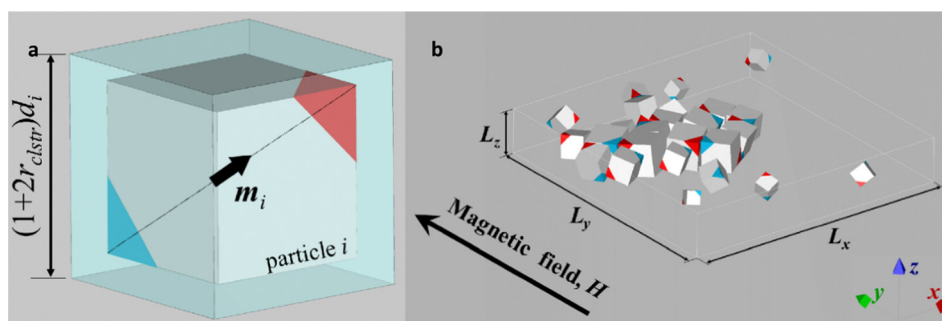 a
(1+2r_clstr)d_i
m_i
particle i
b
L_z
L_y
L_x
Magnetic field, H
z
y
x